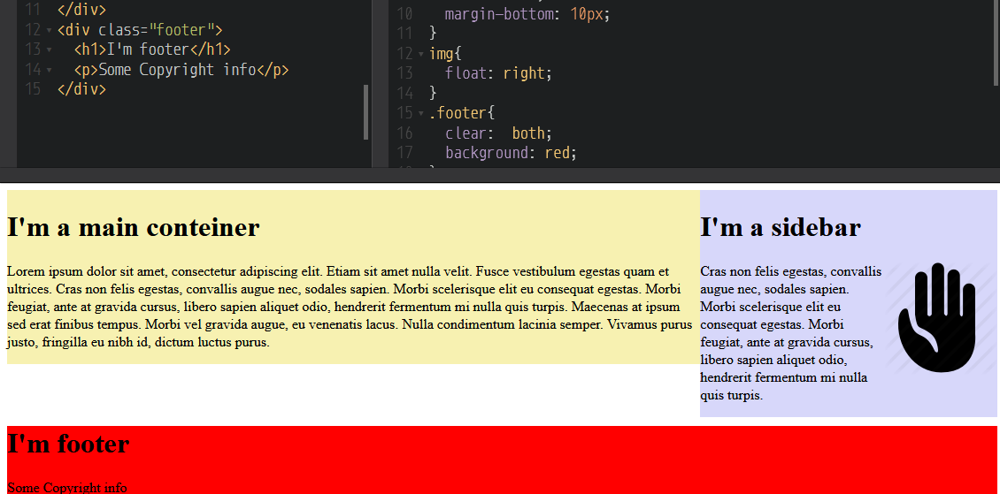 11 </div>
12 <div class="footer">
13 <h1>I'm footer</h1>
14 <p>Some Copyright info</p>
15 </div>
10 margin-bottom: 10px;
11 }
12 img{
13 float: right;
14 }
15 .footer{
16 clear:  both;
17 background: red;
I'm a main conteiner
Lorem ipsum dolor sit amet, consectetur adipiscing elit. Etiam sit amet nulla velit. Fusce vestibulum egestas quam et
ultrices. Cras non felis egestas, convallis augue nec, sodales sapien. Morbi scelerisque elit eu consequat egestas. Morbi
feugiat, ante at gravida cursus, libero sapien aliquet odio, hendrerit fermentum mi nulla quis turpis. Maecenas at ipsum
sed erat finibus tempus. Morbi vel gravida augue, eu venenatis lacus. Nulla condimentum lacinia semper. Vivamus purus
justo, fringilla eu nibh id, dictum luctus purus.
I'm a sidebar
Cras non felis egestas, convallis
augue nec, sodales sapien.
Morbi scelerisque elit eu
consequat egestas. Morbi
feugiat, ante at gravida cursus,
libero sapien aliquet odio,
hendrerit fermentum mi nulla
quis turpis.
I'm footer
Some Copyright info